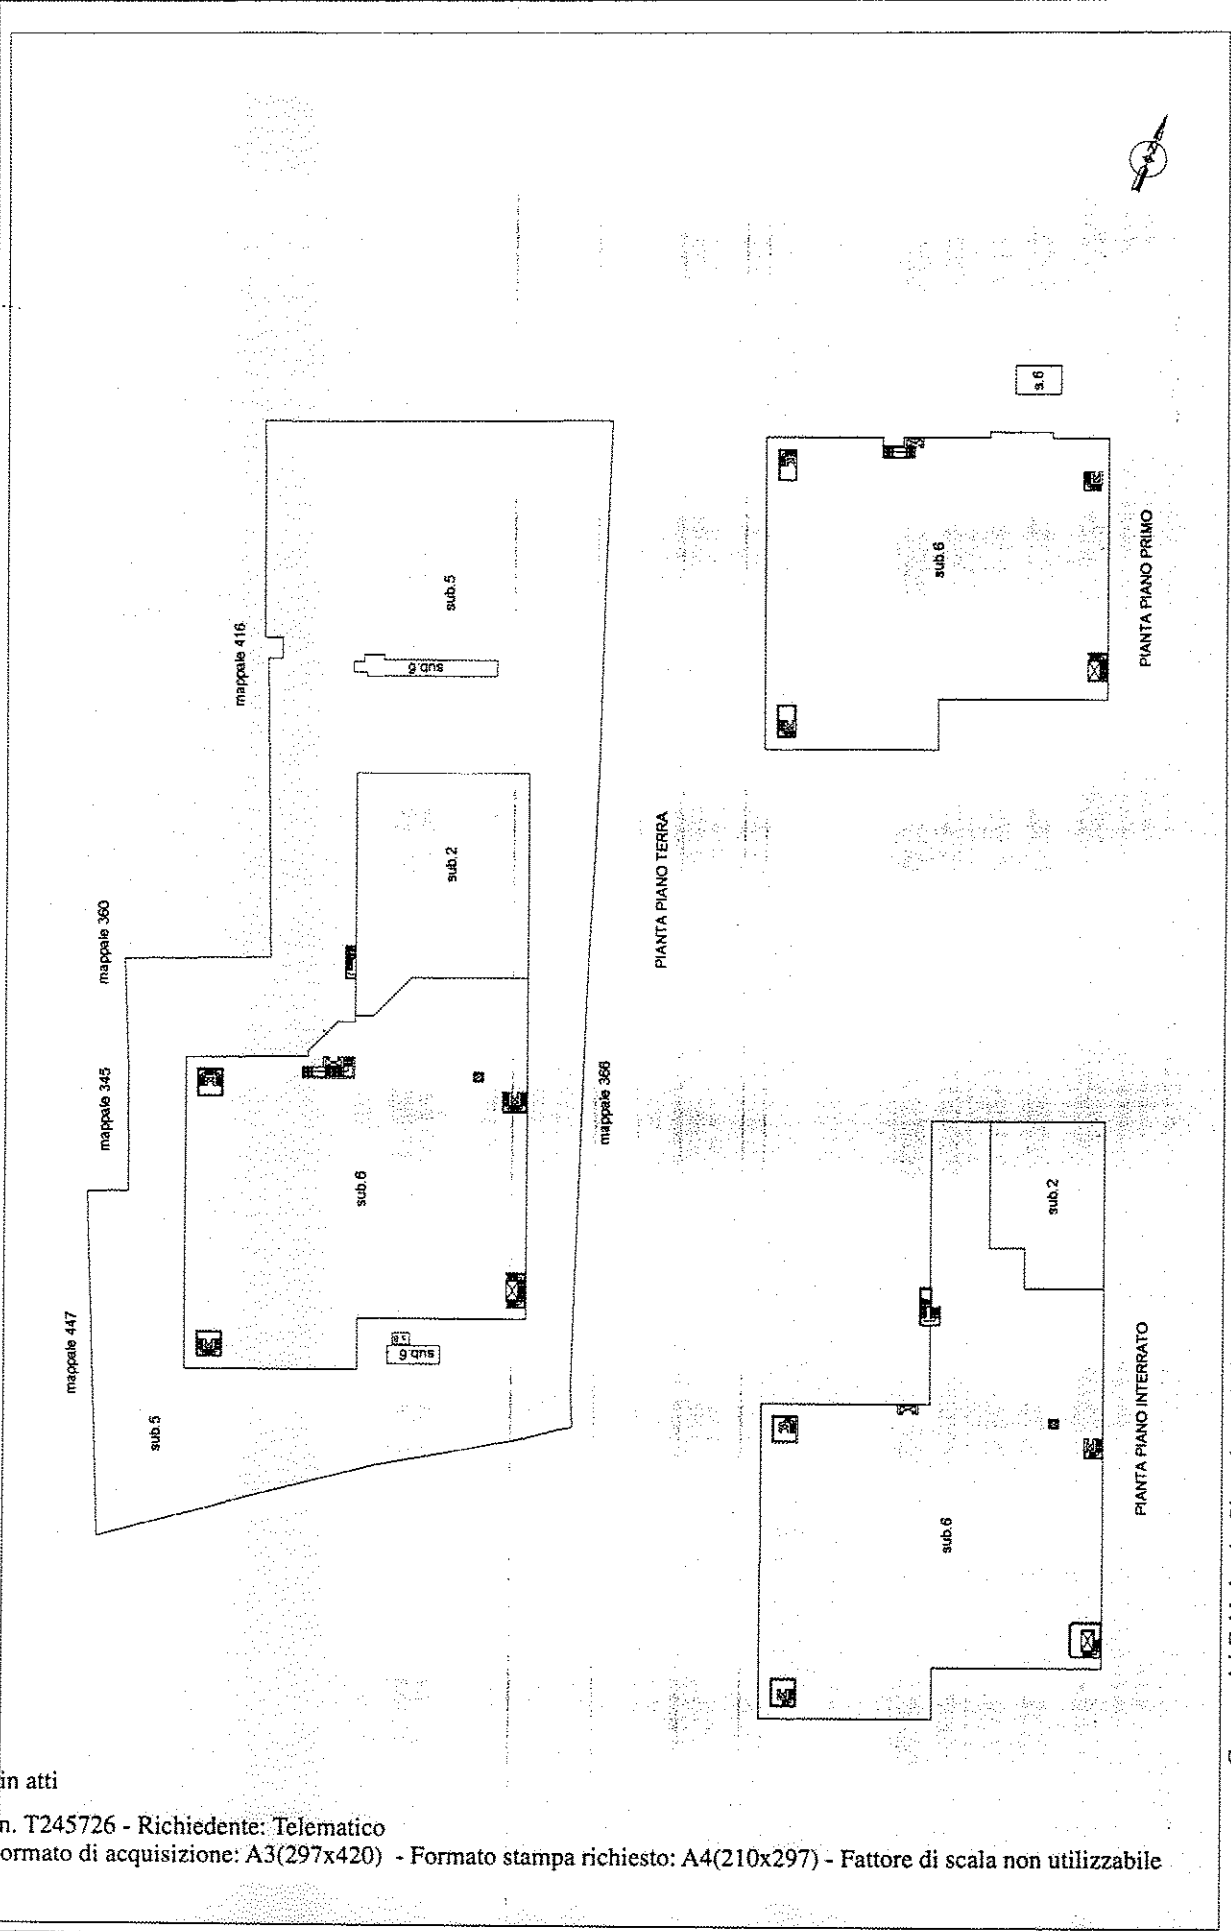 mappale 416
mappale 360
mappale 345
mappale 447
sub.5
sub.6
sub.2
sub.6
sub.6
sub.5
mappale 366
PIANTA PIANO TERRA
s.6
sub.6
PIANTA PIANO PRIMO
sub.2
sub.6
PIANTA PIANO INTERRATO
in atti
n. T245726 - Richiedente: Telematico
ormato di acquisizione: A3(297x420) - Formato stampa richiesto: A4(210x297) - Fattore di scala non utilizzabile